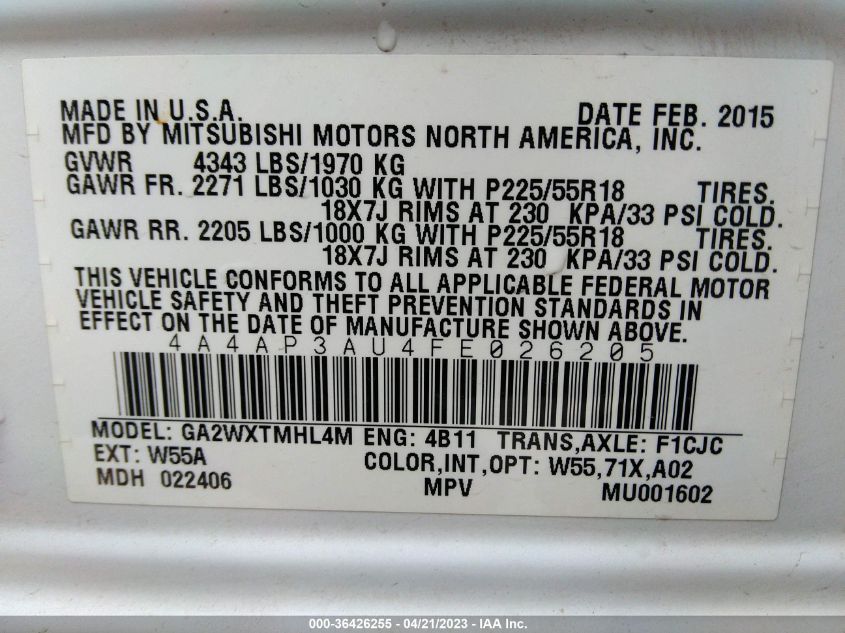 MADE IN U.S.A. DATE FEB. 2015
MFD BY MITSUBISHI MOTORS NORTH AMERICA, INC.
GVWR 4343 LBS/1970 KG
GAWR FR. 2271 LBS/1030 KG WITH P225/55R18 TIRES.
18X7J RIMS AT 230 KPA/33 PSI COLD.
GAWR RR. 2205 LBS/1000 KG WITH P225/55R18 TIRES.
18X7J RIMS AT 230 KPA/33 PSI COLD.
THIS VEHICLE CONFORMS TO ALL APPLICABLE FEDERAL MOTOR
VEHICLE SAFETY AND THEFT PREVENTION STANDARDS IN
EFFECT ON THE DATE OF MANUFACTURE SHOWN ABOVE.
4A4AP3AU4FE026205
MODEL: GA2WXTMHL4M ENG: 4B11 TRANS,AXLE: F1CJC
EXT: W55A COLOR,INT,OPT: W55,71X,A02
MDH 022406 MPV MU001602
000-36426255 - 04/21/2023 - IAA Inc.